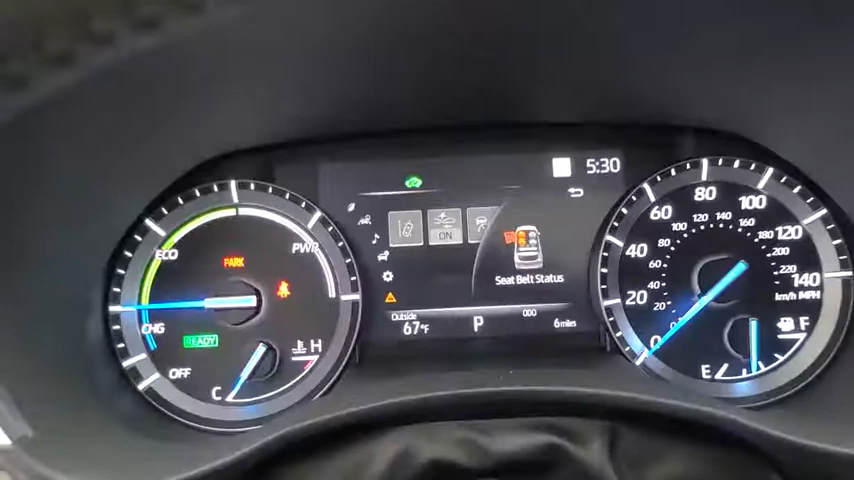 5:30
ECO
PWR
PARK
CHG
READY
OFF
C
H
ON
Seat Belt Status
Outside
67°F
P
000
6 miles
0
20
40
60
80
100
120
140
20
40
60
80
100
120
140
160
180
200
220
km/h MPH
E
F